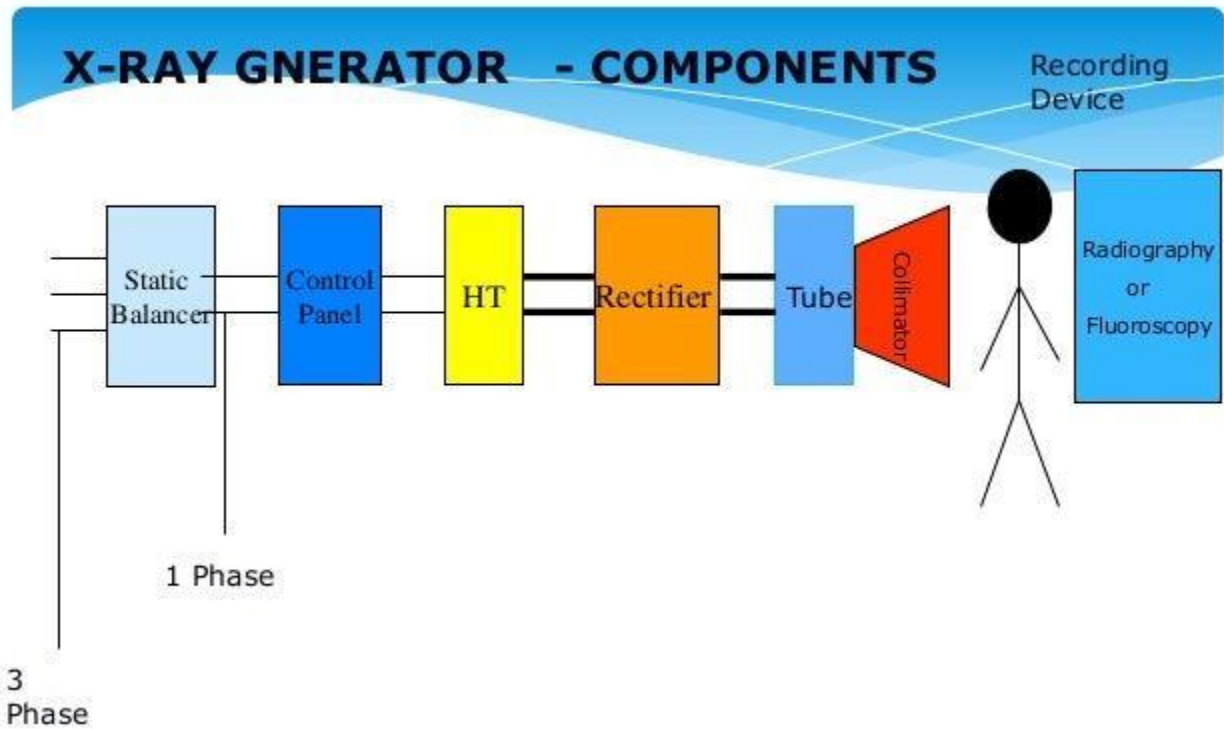 X-RAY GNERATOR - COMPONENTS
Recording
Device
Static
Balancer
Control
Panel
HT
Rectifier
Tube
Collimator
Radiography
or
Fluoroscopy
1 Phase
3
Phase